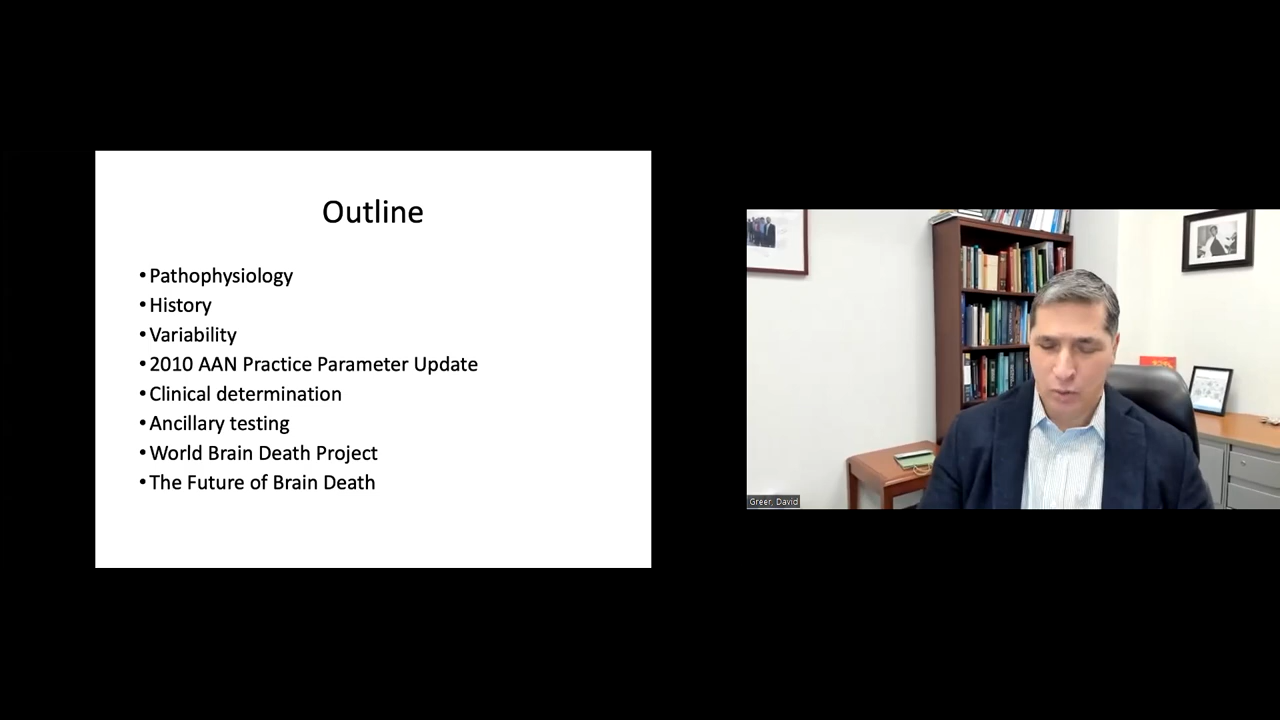 Outline
• Pathophysiology
• History
• Variability
• 2010 AAN Practice Parameter Update
• Clinical determination
• Ancillary testing
• World Brain Death Project
• The Future of Brain Death
Greer, David